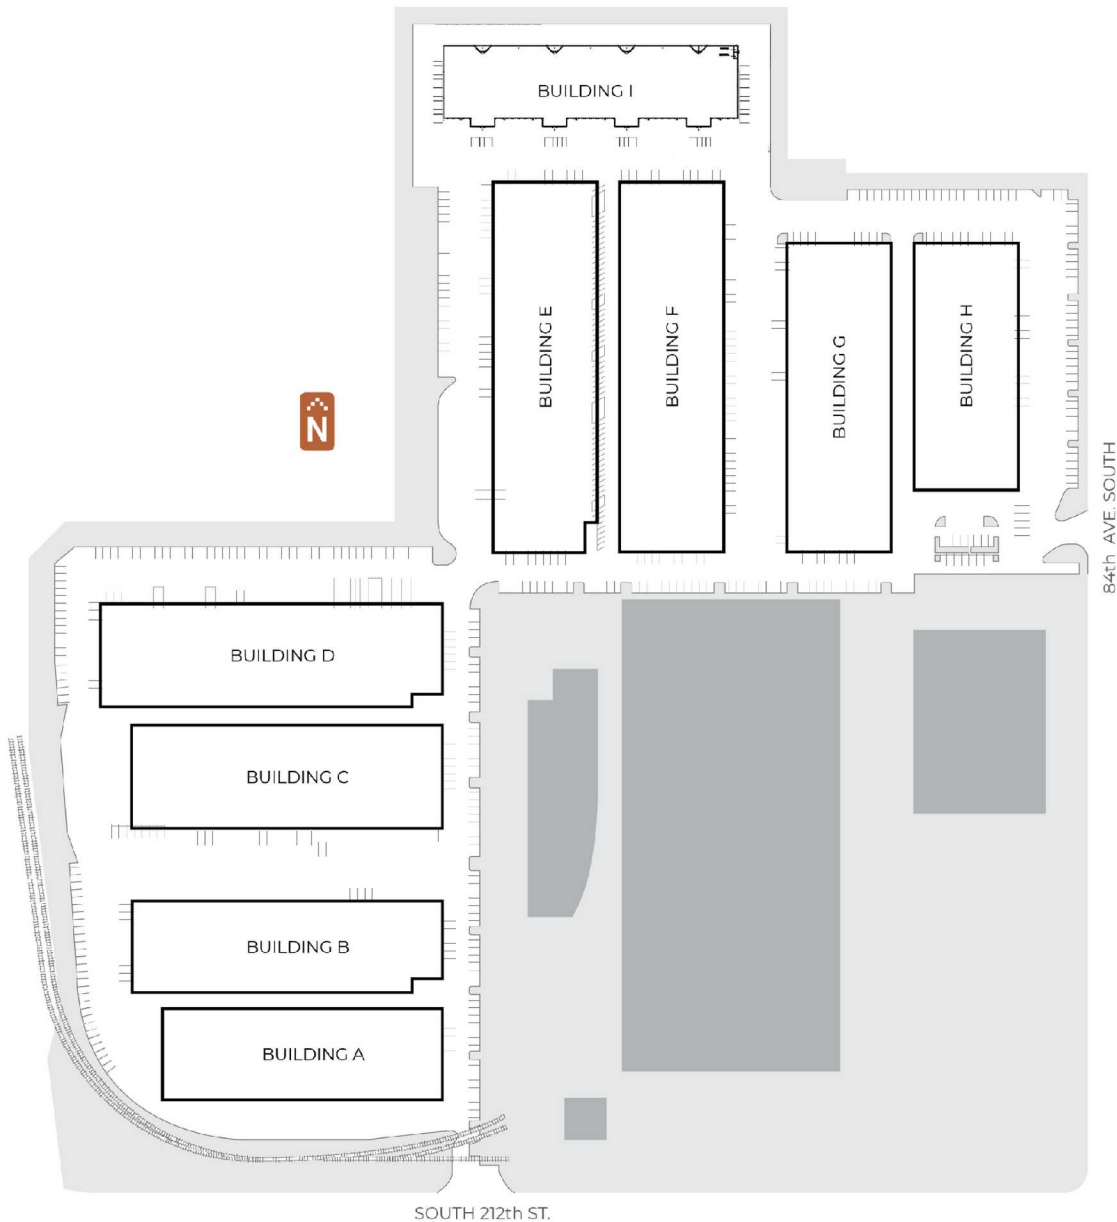 BUILDING I
BUILDING E
BUILDING F
BUILDING G
BUILDING H
N
84th AVE. SOUTH
BUILDING D
BUILDING C
BUILDING B
BUILDING A
SOUTH 212th ST.